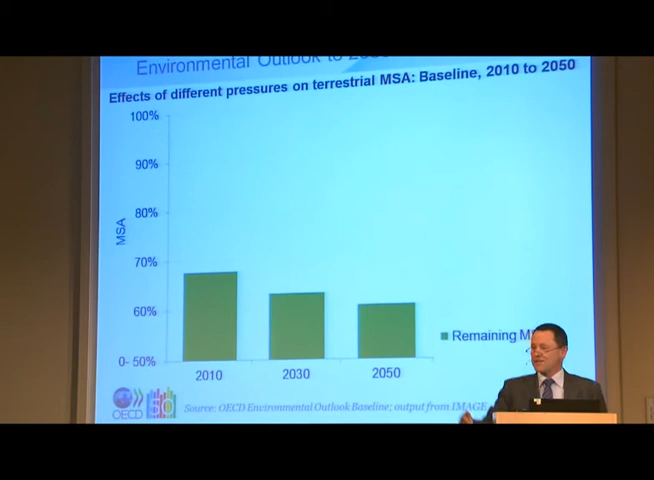 Environmental Outlook to
Effects of different pressures on terrestrial MSA: Baseline, 2010 to 2050
100%
90%
80%
70%
60%
0- 50%
MSA
2010
2030
2050
Remaining
OECD
50
Source: OECD Environmental Outlook Baseline; output from IMAGE